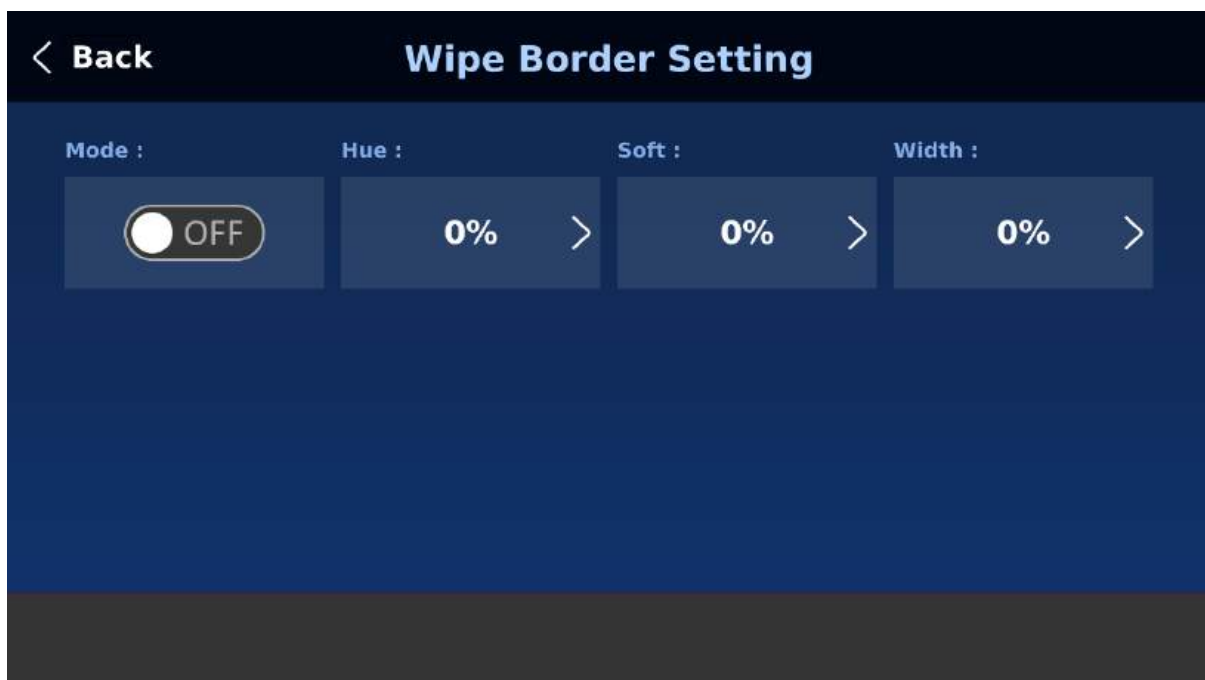 Back
Wipe Border Setting
Mode : Hue : Soft : Width :
OFF 0% 0% 0%